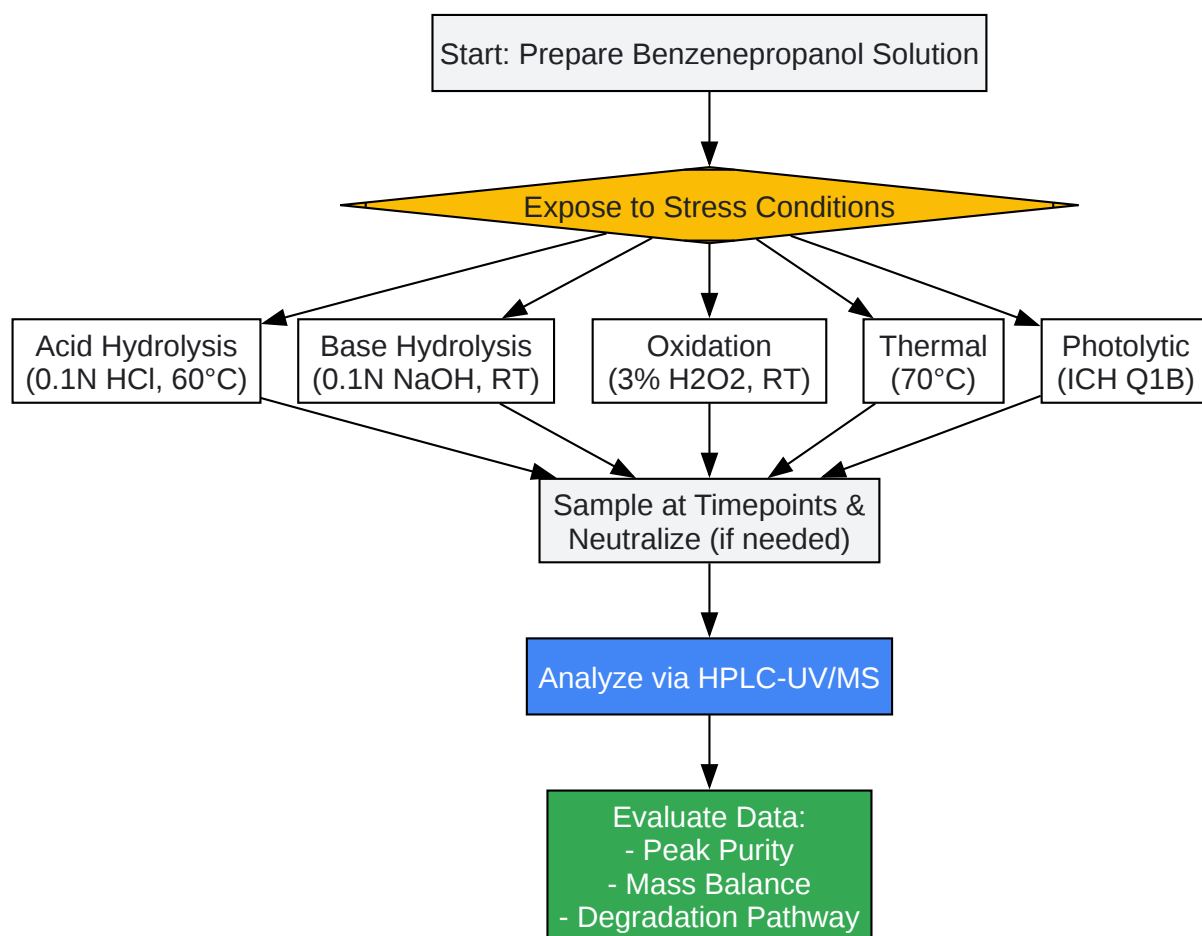 Start: Prepare Benzenepropanol Solution
Expose to Stress Conditions
Acid Hydrolysis
(0.1N HCl, 60°C)
Base Hydrolysis
(0.1N NaOH, RT)
Oxidation
(3% H2O2, RT)
Thermal
(70°C)
Photolytic
(ICH Q1B)
Sample at Timepoints &
Neutralize (if needed)
Analyze via HPLC-UV/MS
Evaluate Data:
- Peak Purity
- Mass Balance
- Degradation Pathway